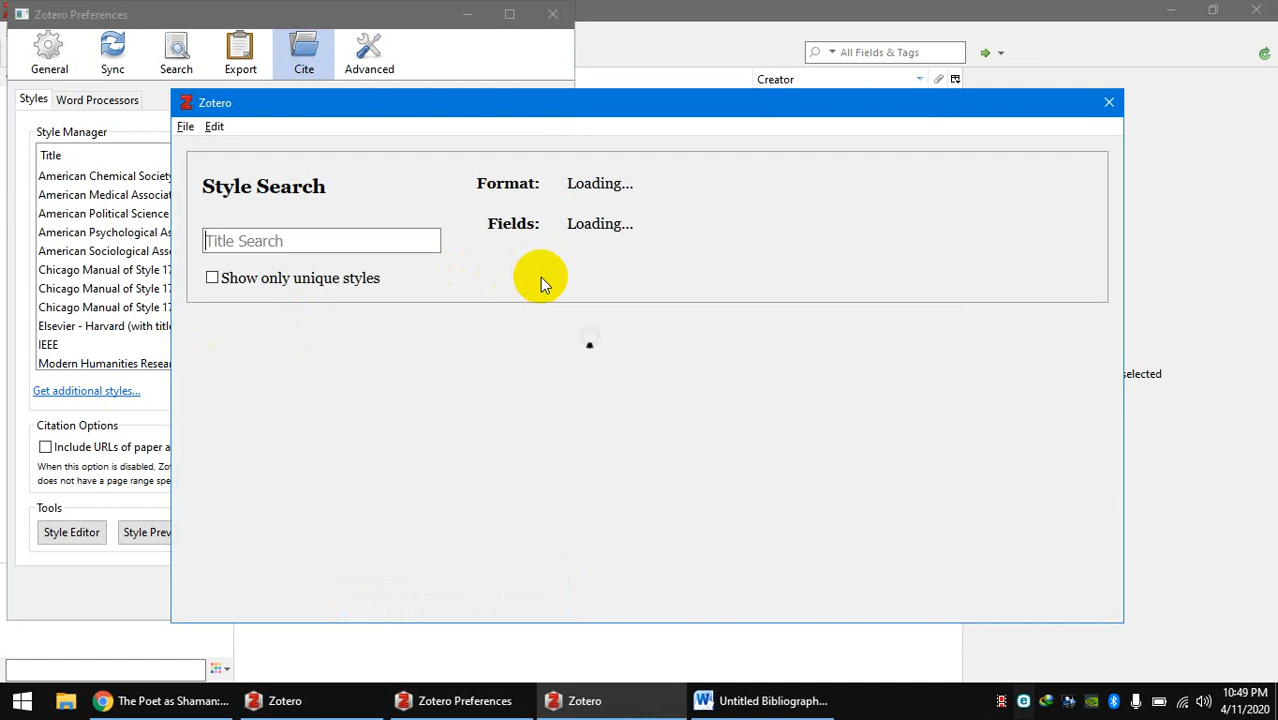 Zotero Preferences
General Sync Search Export Cite Advanced
All Fields & Tags
Creator
Styles Word Processors
Zotero
File Edit
Style Manager
Title
American Chemical Society
American Medical Associat
American Political Science
American Psychological As
American Sociological Asso
Chicago Manual of Style 17
Chicago Manual of Style 17
Chicago Manual of Style 17
Elsevier - Harvard (with titl
IEEE
Modern Humanities Resear
Get additional styles...
Style Search
Format: Loading...
Fields: Loading...
Title Search
Show only unique styles
selected
Citation Options
Include URLs of paper a
When this option is disabled, Zot
does not have a page range spe
Tools
Style Editor Style Prev
The Poet as Shaman:... Zotero Zotero Preferences Zotero Untitled Bibliograph...
10:49 PM
4/11/2020